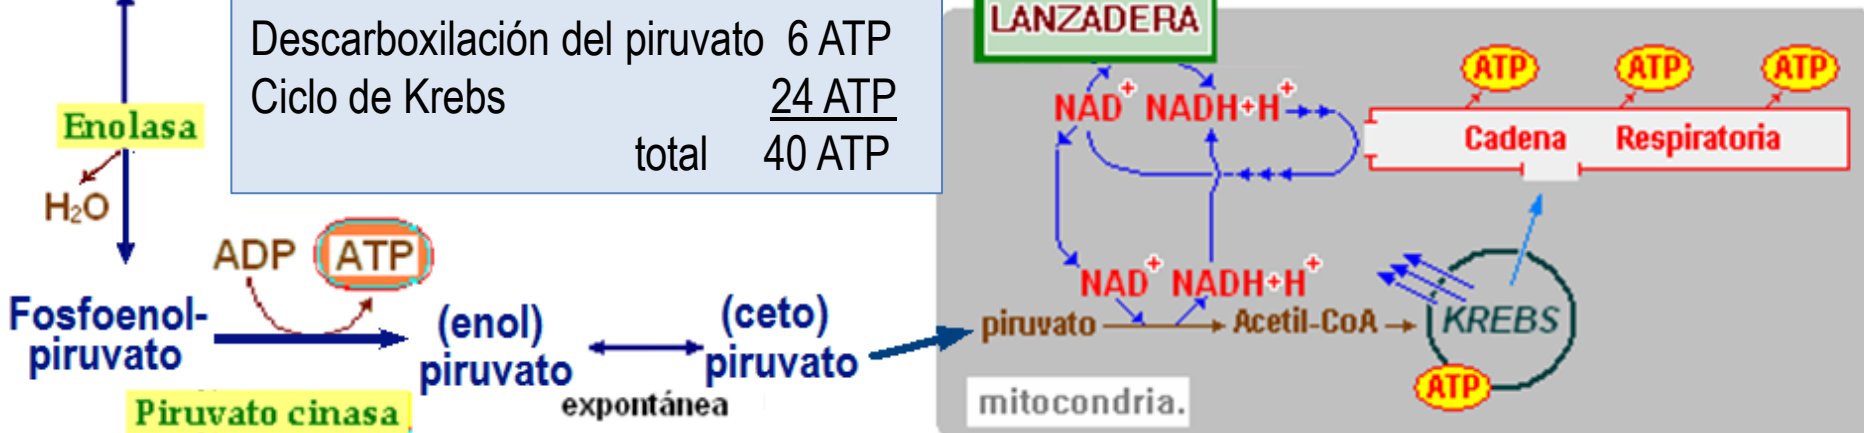 Descarboxilación del piruvato 6 ATP
Ciclo de Krebs 24 ATP
total 40 ATP
LANZADERA
ATP ATP ATP
NAD+ NADH+H+
Cadena Respiratoria
Enolasa
H₂O
ADP ATP
NAD+ NADH+H+
Fosfoenol-
piruvato
(enol)
piruvato
(ceto)
piruvato
expontánea
Piruvato cinasa
piruvato Acetil-CoA KREBS
ATP
mitocondria.